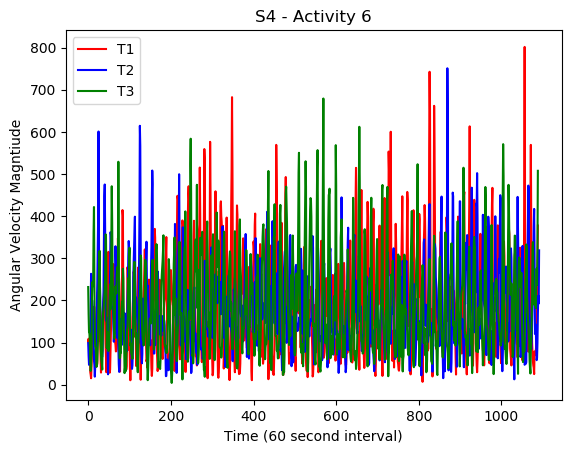 S4 - Activity 6
T1
T2
T3
Angular Velocity Magntiude
800
700
600
500
400
300
200
100
0
0 200 400 600 800 1000
Time (60 second interval)